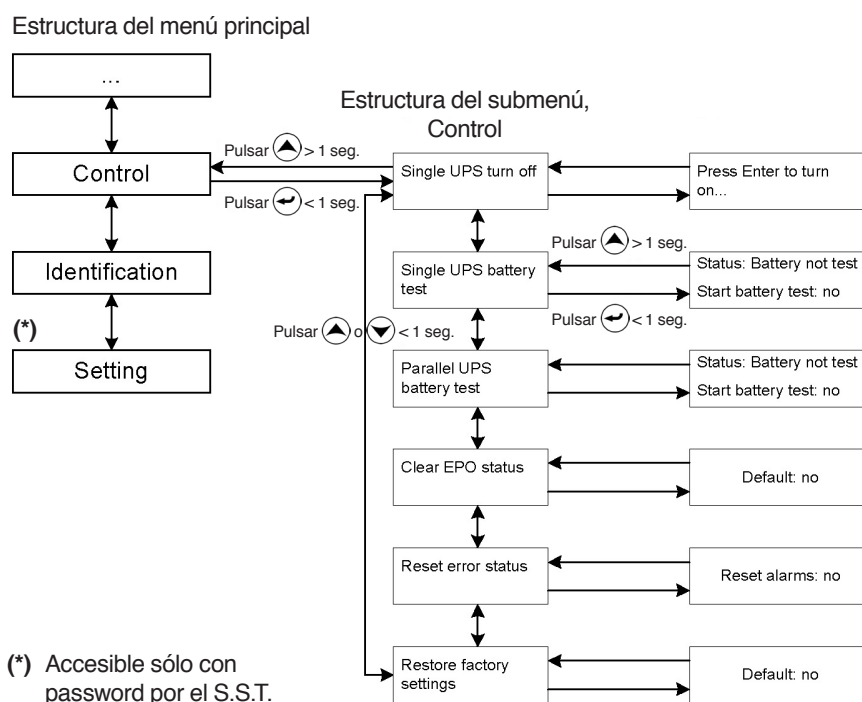 Estructura del menú principal
...
Control
Identification
(*)
Setting
(*) Accesible sólo con
password por el S.S.T.
Estructura del submenú,
Control
Pulsar > 1 seg.
Pulsar < 1 seg.
Pulsar o < 1 seg.
Single UPS turn off
Press Enter to turn
on...
Pulsar > 1 seg.
Pulsar < 1 seg.
Single UPS battery
test
Status: Battery not test
Start battery test: no
Parallel UPS
battery test
Status: Battery not test
Start battery test: no
Clear EPO status
Default: no
Reset error status
Reset alarms: no
Restore factory
settings
Default: no